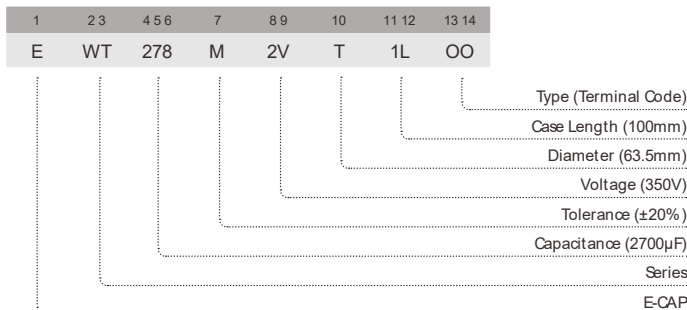 1 2 3 4 5 6 7 8 9 10 11 12 13 14
E WT 278 M 2V T 1L OO
Type (Terminal Code)
Case Length (100mm)
Diameter (63.5mm)
Voltage (350V)
Tolerance (±20%)
Capacitance (2700µF)
Series
E-CAP